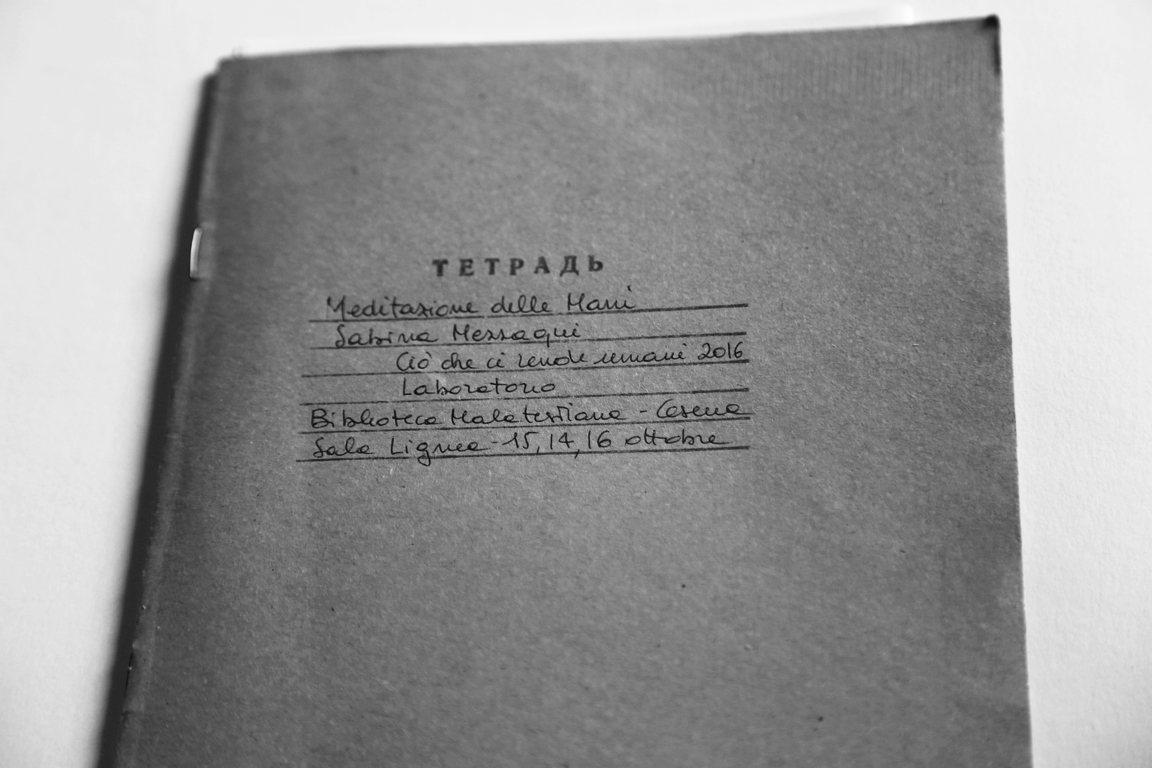 ТЕТРАДЬ
Meditazione delle Mani
Sabina Messaqui
Ciò che ci rende umani 2016
Laboratorio
Biblioteca Malatestiana - Cesena
Sala Lignea - 15, 14, 16 ottobre